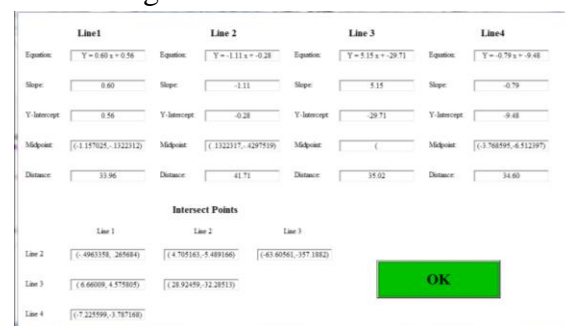 Line1 Line 2 Line 3 Line4
Equation: Y = 0.60 x + 0.56 Equation: Y = -1.11 x + -0.28 Equation: Y = 5.15 x + -29.71 Equation: Y = -0.79 x + -9.48
Slope: 0.60 Slope: -1.11 Slope: 5.15 Slope: -0.79
Y-Intercept 0.56 Y-Intercept -0.28 Y-Intercept -29.71 Y-Intercept -9.48
Midpoint: (-1.157025,-.1322312) Midpoint: (.1322317,-.4297519) Midpoint: ( Midpoint: (-3.768595,-6.512397)
Distance: 33.96 Distance: 41.71 Distance: 35.02 Distance: 34.60
Intersect Points
Line 1 Line 2 Line 3
Line 2 (-.4963358, .265684) (4.705163,-5.489166) (-63.60561,-357.1882)
Line 3 (6.66009, 4.575805) (28.92459,-32.28513)
Line 4 (-7.225599,-3.787168)
OK